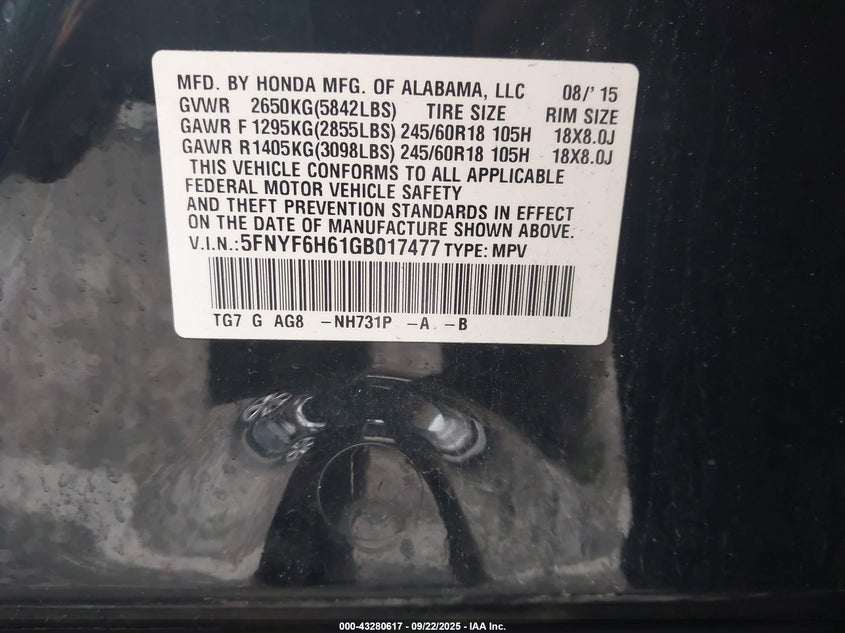 MFD. BY HONDA MFG. OF ALABAMA, LLC 08/'15
GVWR 2650KG(5842LBS) TIRE SIZE RIM SIZE
GAWR F 1295KG(2855LBS) 245/60R18 105H 18X8.0J
GAWR R1405KG(3098LBS) 245/60R18 105H 18X8.0J
THIS VEHICLE CONFORMS TO ALL APPLICABLE
FEDERAL MOTOR VEHICLE SAFETY
AND THEFT PREVENTION STANDARDS IN EFFECT
ON THE DATE OF MANUFACTURE SHOWN ABOVE.
V.I.N.:5FNYF6H61GB017477 TYPE: MPV
TG7 G AG8 -NH731P -A -B
000-43280617 - 09/22/2025 - IAA Inc.